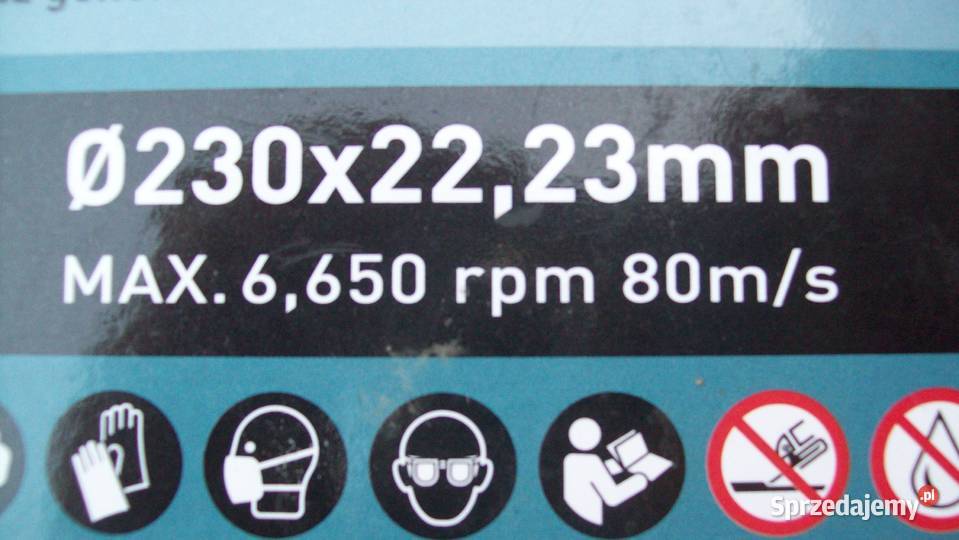 Ø230x22,23mm
MAX. 6,650 rpm 80m/s
Sprzedajemy.pl